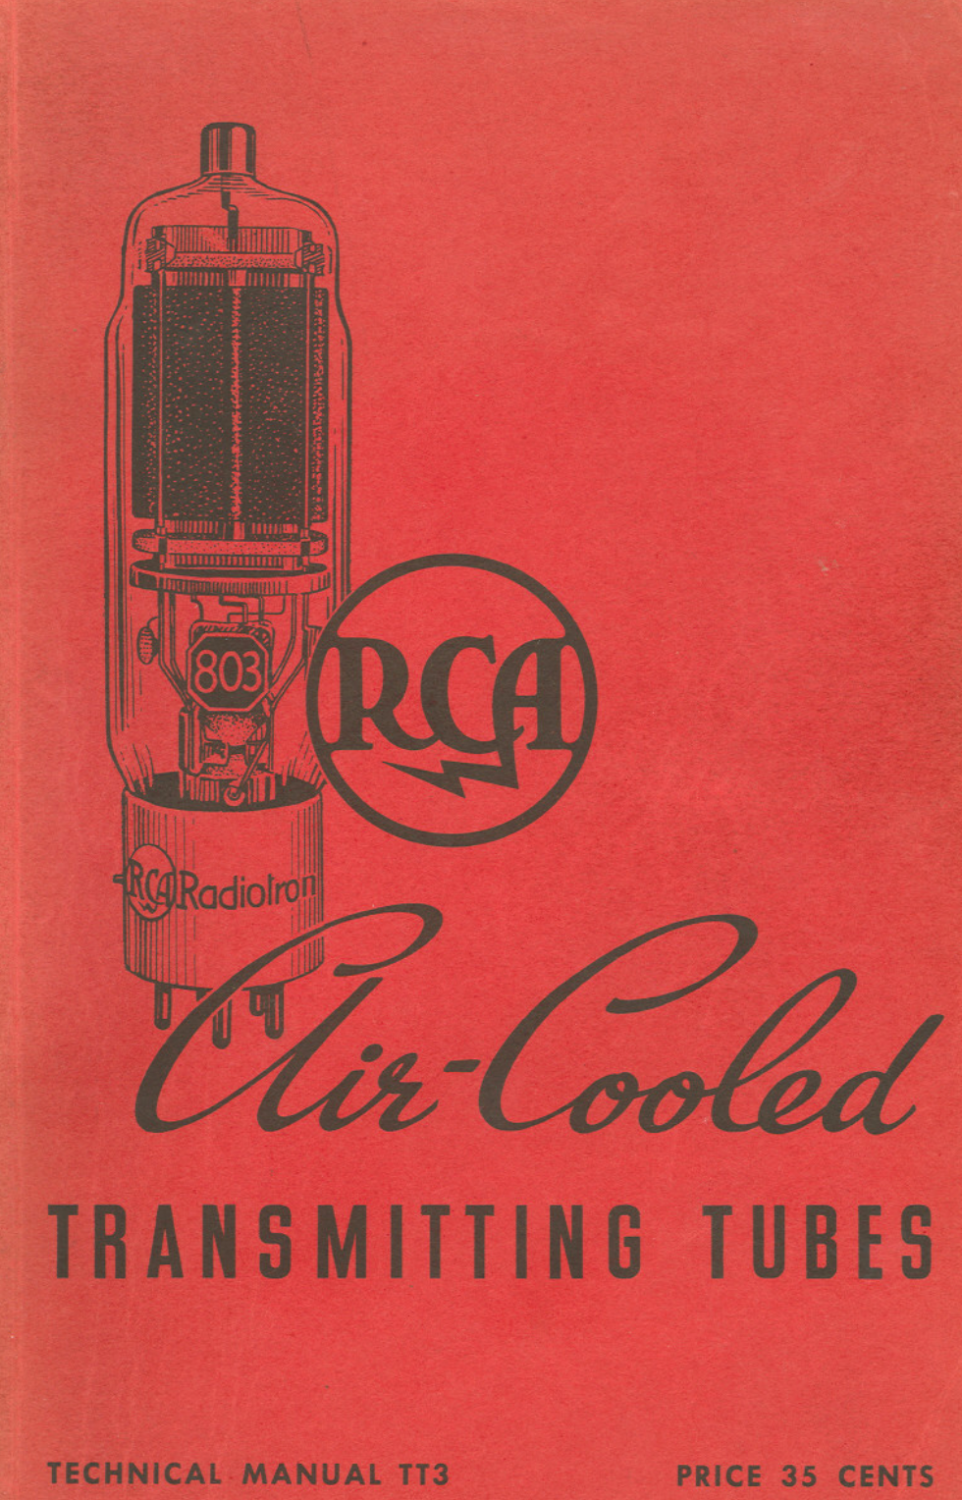 803
RCA
RCA Radiotron
Air-Cooled
TRANSMITTING TUBES
TECHNICAL MANUAL TT3
PRICE 35 CENTS